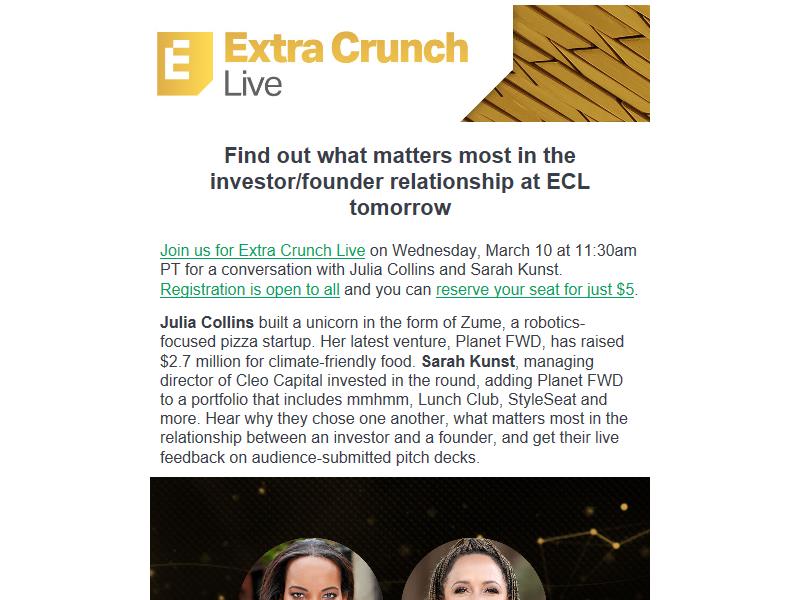 Extra Crunch
Live
Find out what matters most in the
investor/founder relationship at ECL
tomorrow
Join us for Extra Crunch Live on Wednesday, March 10 at 11:30am
PT for a conversation with Julia Collins and Sarah Kunst.
Registration is open to all and you can reserve your seat for just $5.
Julia Collins built a unicorn in the form of Zume, a robotics-
focused pizza startup. Her latest venture, Planet FWD, has raised
$2.7 million for climate-friendly food. Sarah Kunst, managing
director of Cleo Capital invested in the round, adding Planet FWD
to a portfolio that includes mmhmm, Lunch Club, StyleSeat and
more. Hear why they chose one another, what matters most in the
relationship between an investor and a founder, and get their live
feedback on audience-submitted pitch decks.